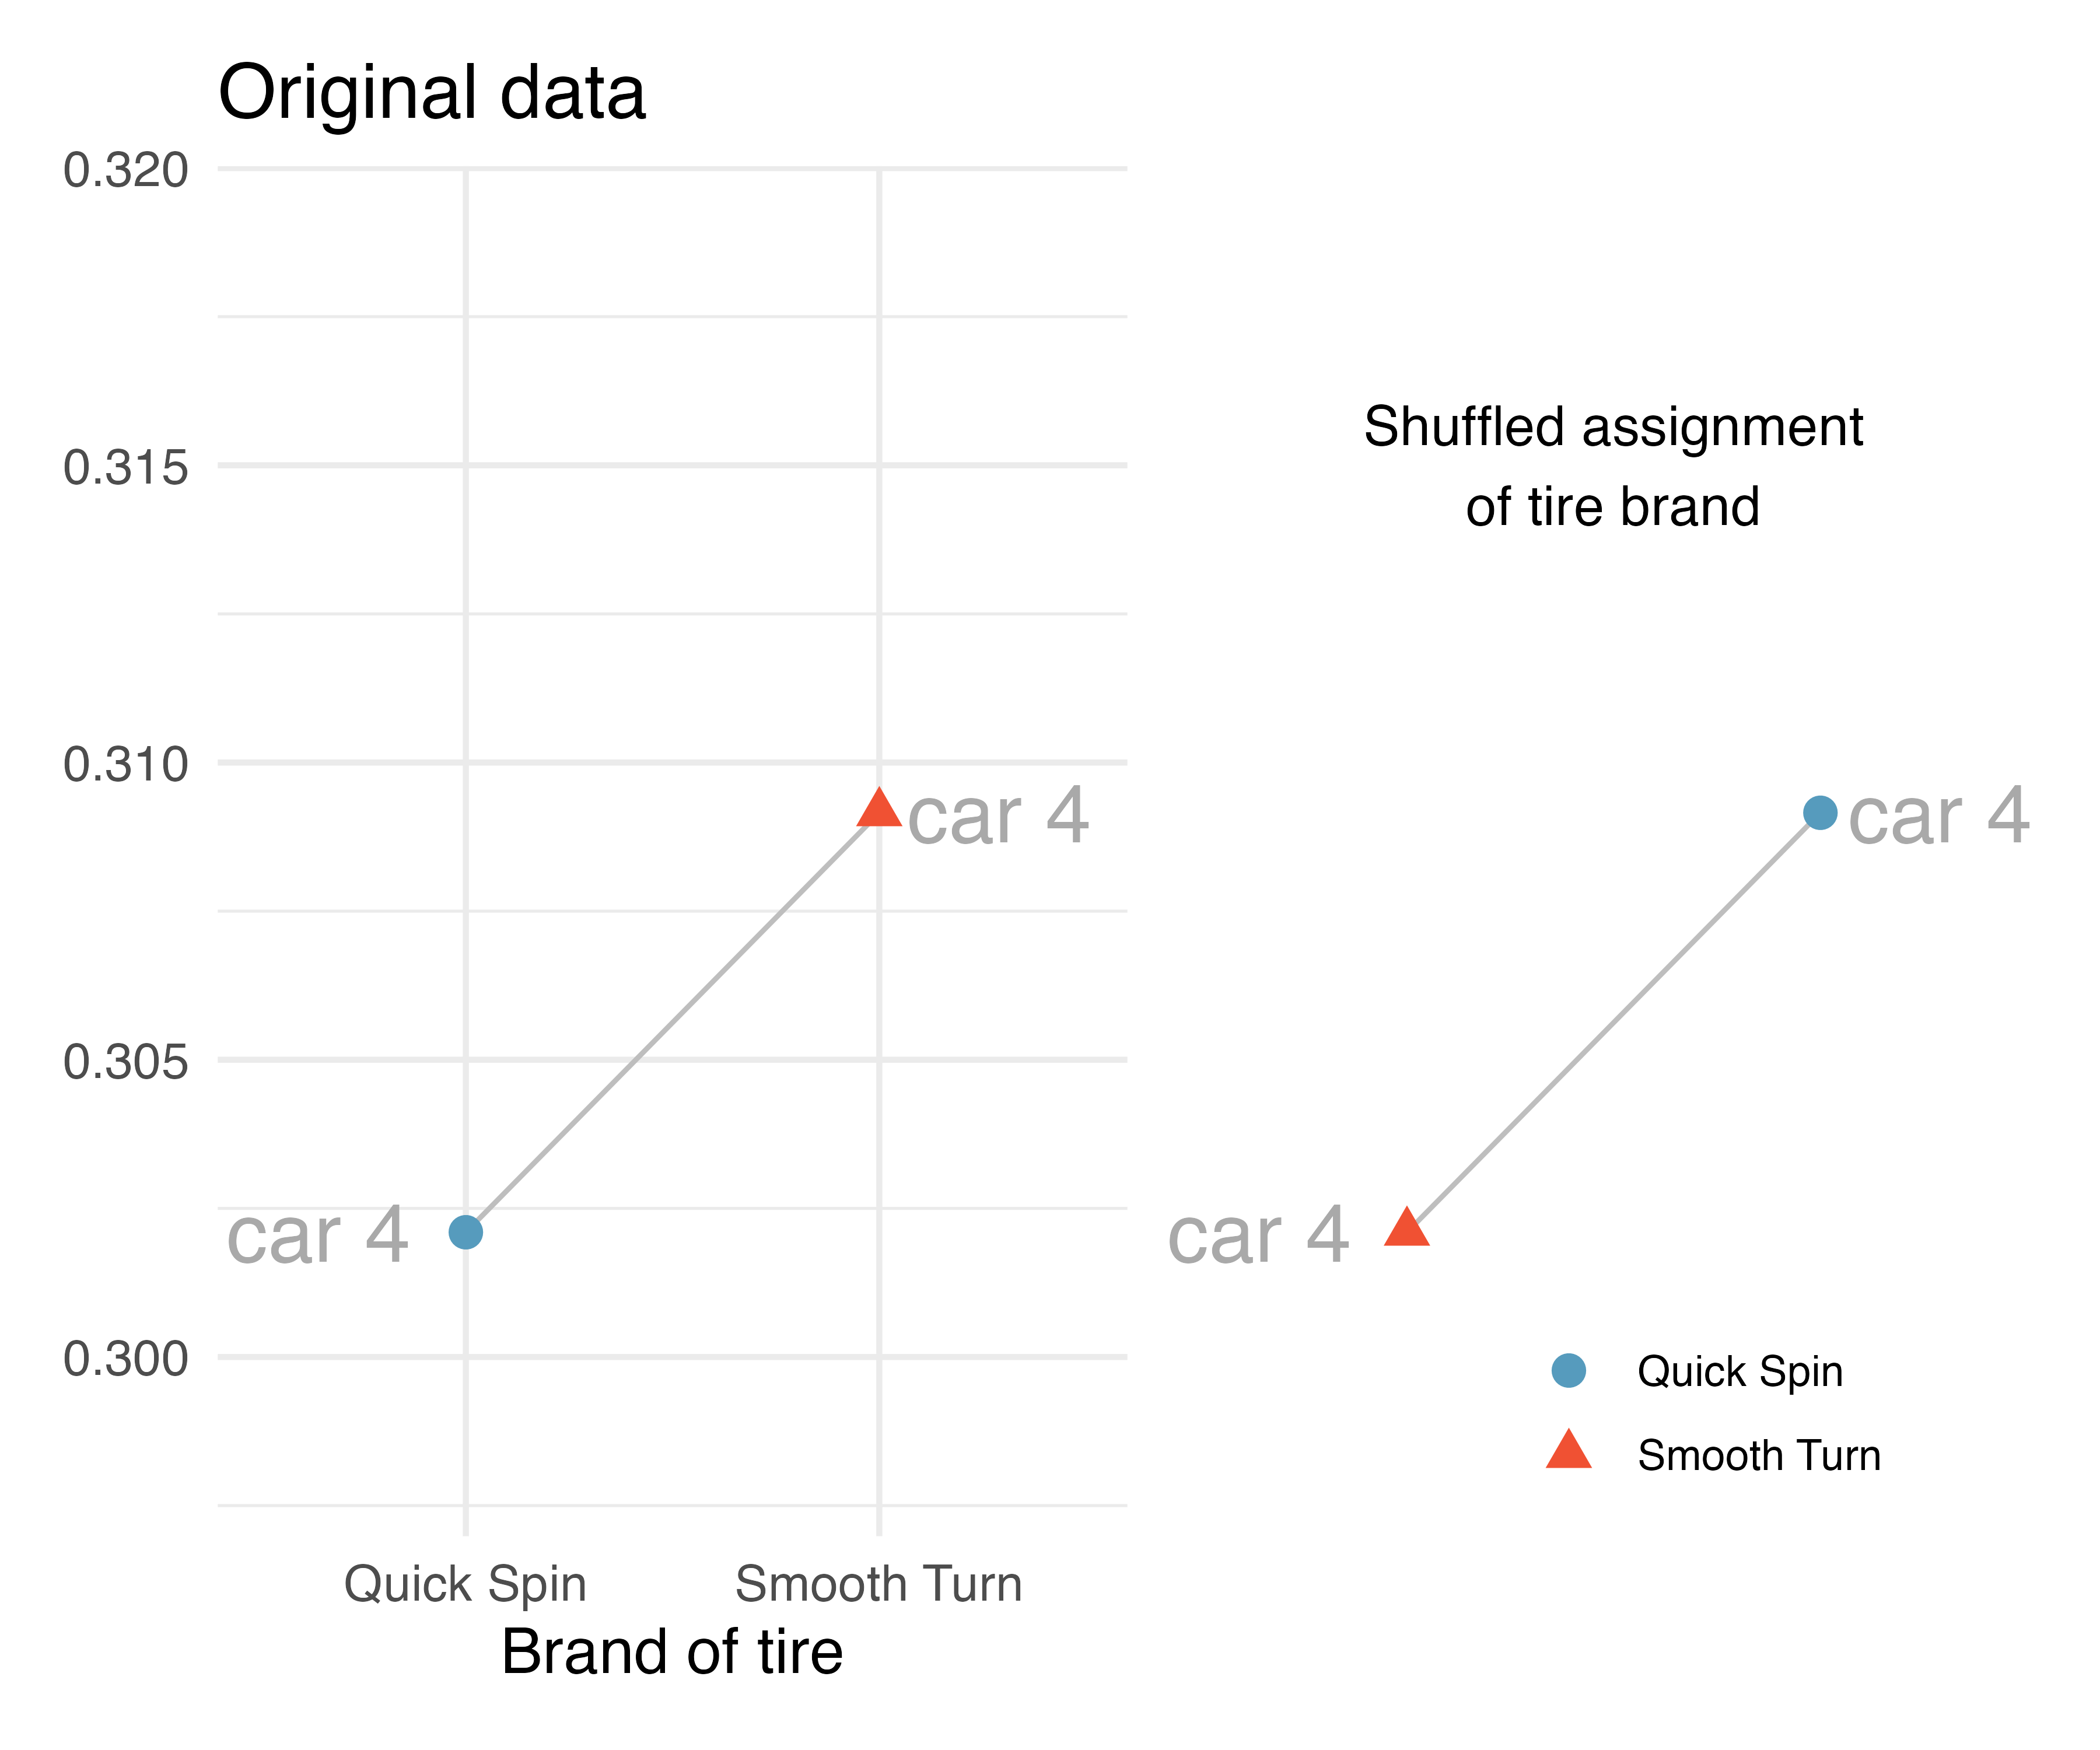 Original data
0.320
0.315
0.310
0.305
0.300
car 4
car 4
Quick Spin
Smooth Turn
Brand of tire
Shuffled assignment
of tire brand
car 4
car 4
Quick Spin
Smooth Turn